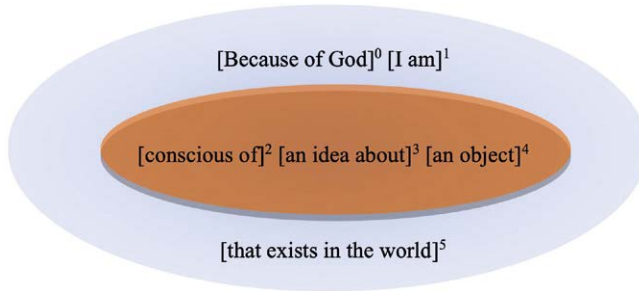 [Because of God]⁰ [I am]¹
[conscious of]² [an idea about]³ [an object]⁴
[that exists in the world]⁵